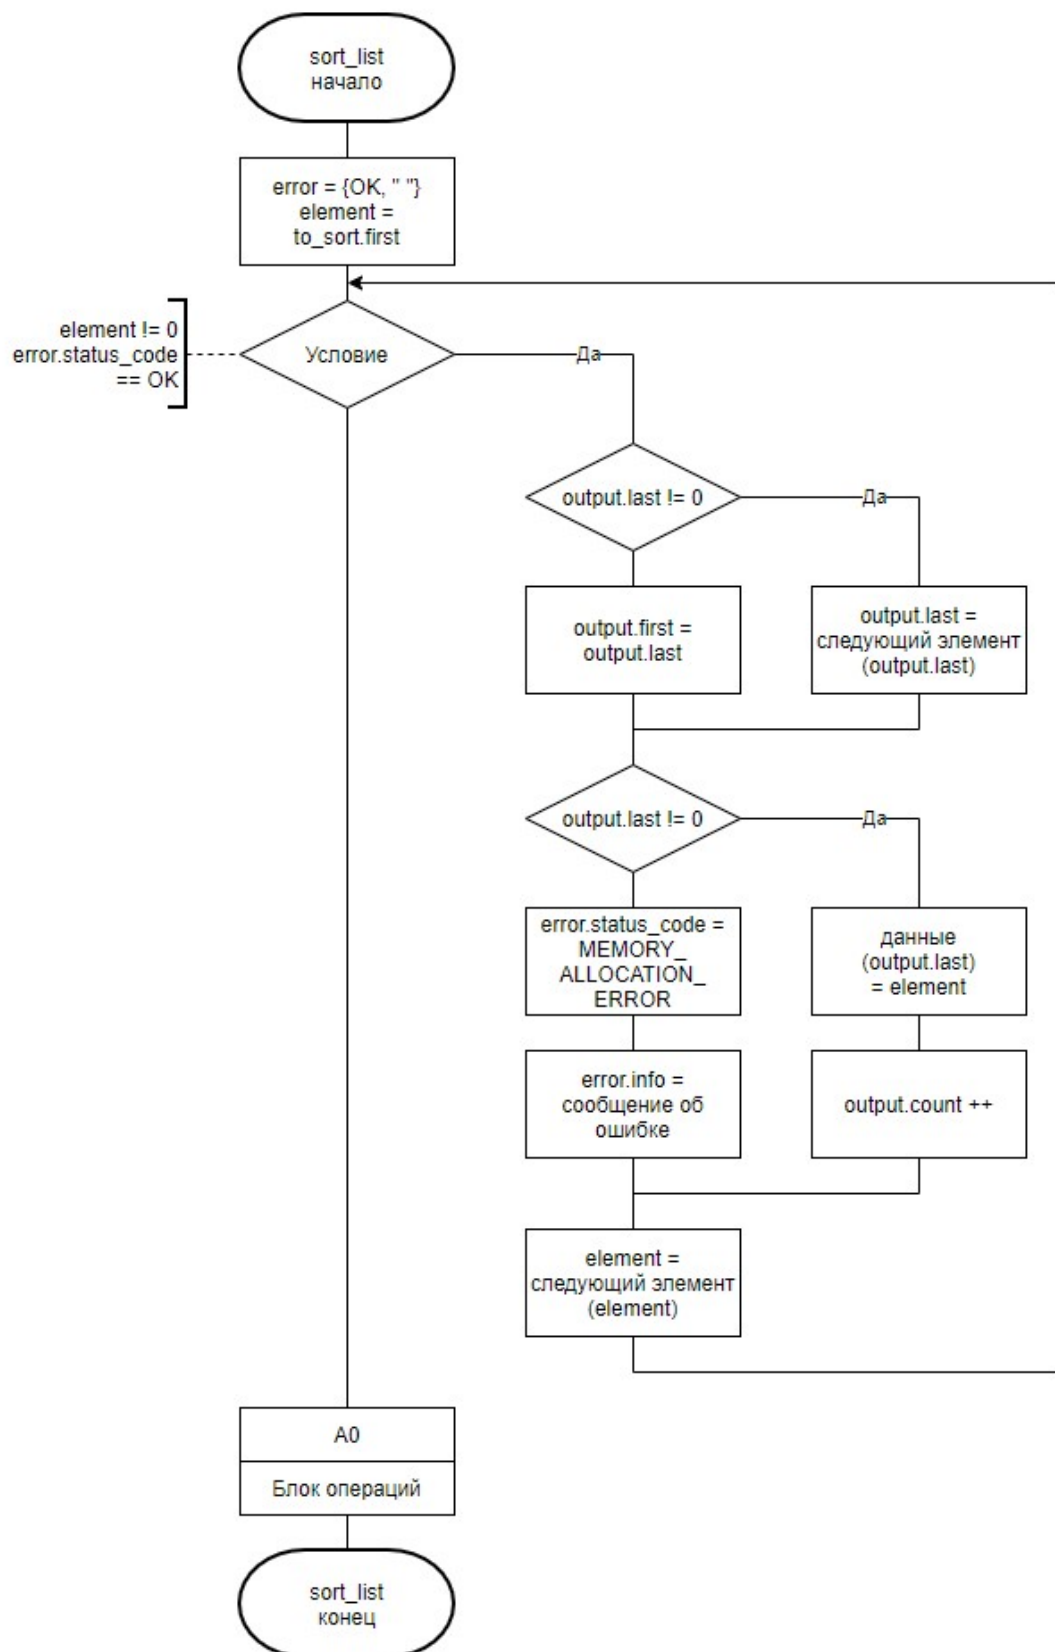 sort_list
начало
error = {OK, " "}
element =
to_sort.first
element != 0
error.status_code
== OK
Условие
Да
output.last != 0
Да
output.first =
output.last
output.last =
следующий элемент
(output.last)
output.last != 0
Да
error.status_code =
MEMORY_
ALLOCATION_
ERROR
данные
(output.last)
= element
error.info =
сообщение об
ошибке
output.count ++
element =
следующий элемент
(element)
A0
Блок операций
sort_list
конец